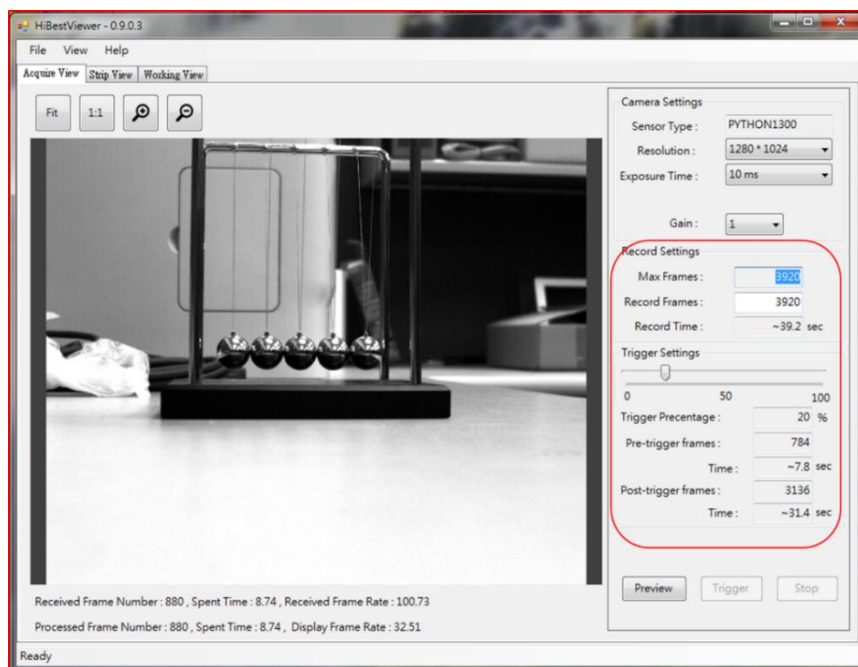 HiBestViewer - 0.9.0.3
File View Help
Acquire View Strip View Working View
Fit 1:1
Camera Settings
Sensor Type : PYTHON1300
Resolution : 1280 * 1024
Exposure Time : 10 ms
Gain : 1
Record Settings
Max Frames : 3920
Record Frames : 3920
Record Time : ~39.2 sec
Trigger Settings
0 50 100
Trigger Precentage : 20 %
Pre-trigger frames : 784
Time : ~7.8 sec
Post-trigger frames : 3136
Time : ~31.4 sec
Preview Trigger Stop
Received Frame Number : 880 , Spent Time : 8.74 , Received Frame Rate : 100.73
Processed Frame Number : 880 , Spent Time : 8.74 , Display Frame Rate : 32.51
Ready